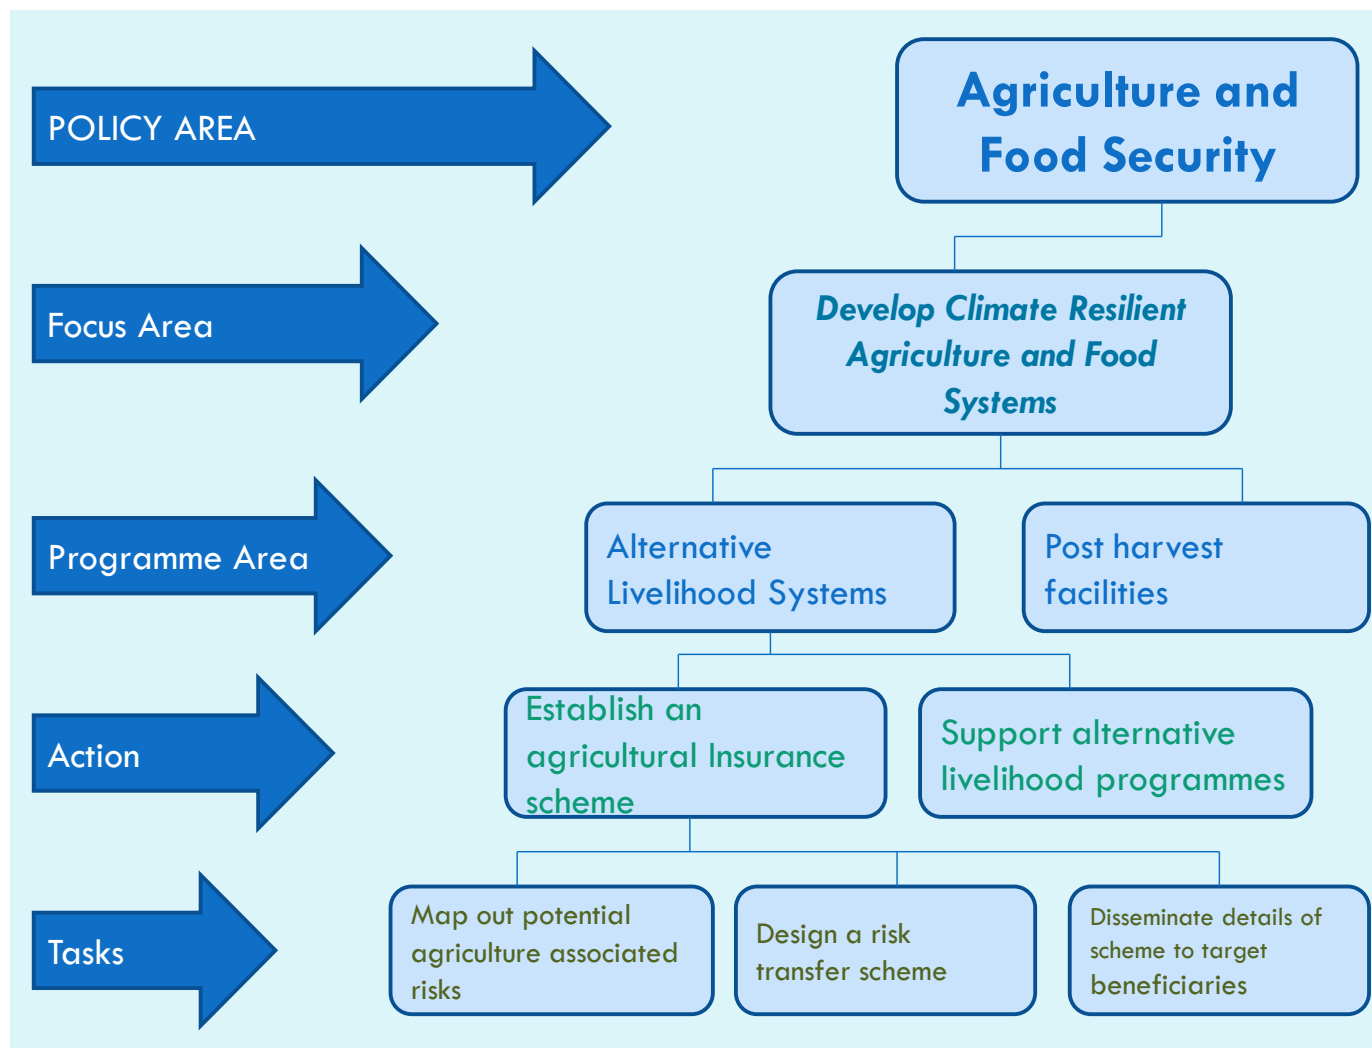 POLICY AREA
Agriculture and
Food Security
Focus Area
Develop Climate Resilient
Agriculture and Food
Systems
Programme Area
Alternative
Livelihood Systems
Post harvest
facilities
Action
Establish an
agricultural Insurance
scheme
Support alternative
livelihood programmes
Tasks
Map out potential
agriculture associated
risks
Design a risk
transfer scheme
Disseminate details of
scheme to target
beneficiaries